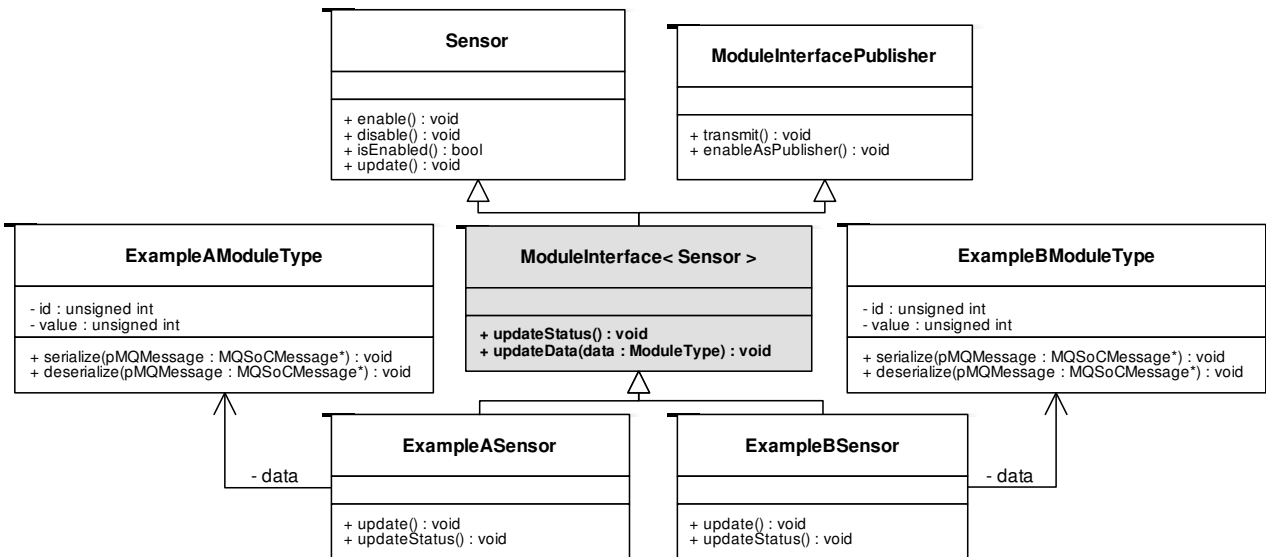 Sensor
+ enable() : void
+ disable() : void
+ isEnabled() : bool
+ update() : void
ModuleInterfacePublisher
+ transmit() : void
+ enableAsPublisher() : void
ExampleAModuleType
- id : unsigned int
- value : unsigned int
+ serialize(pMQMessage : MQSoCMessage*) : void
+ deserialize(pMQMessage : MQSoCMessage*) : void
ModuleInterface< Sensor >
+ updateStatus() : void
+ updateData(data : ModuleType) : void
ExampleBModuleType
- id : unsigned int
- value : unsigned int
+ serialize(pMQMessage : MQSoCMessage*) : void
+ deserialize(pMQMessage : MQSoCMessage*) : void
- data
ExampleASensor
+ update() : void
+ updateStatus() : void
ExampleBSensor
+ update() : void
+ updateStatus() : void
- data